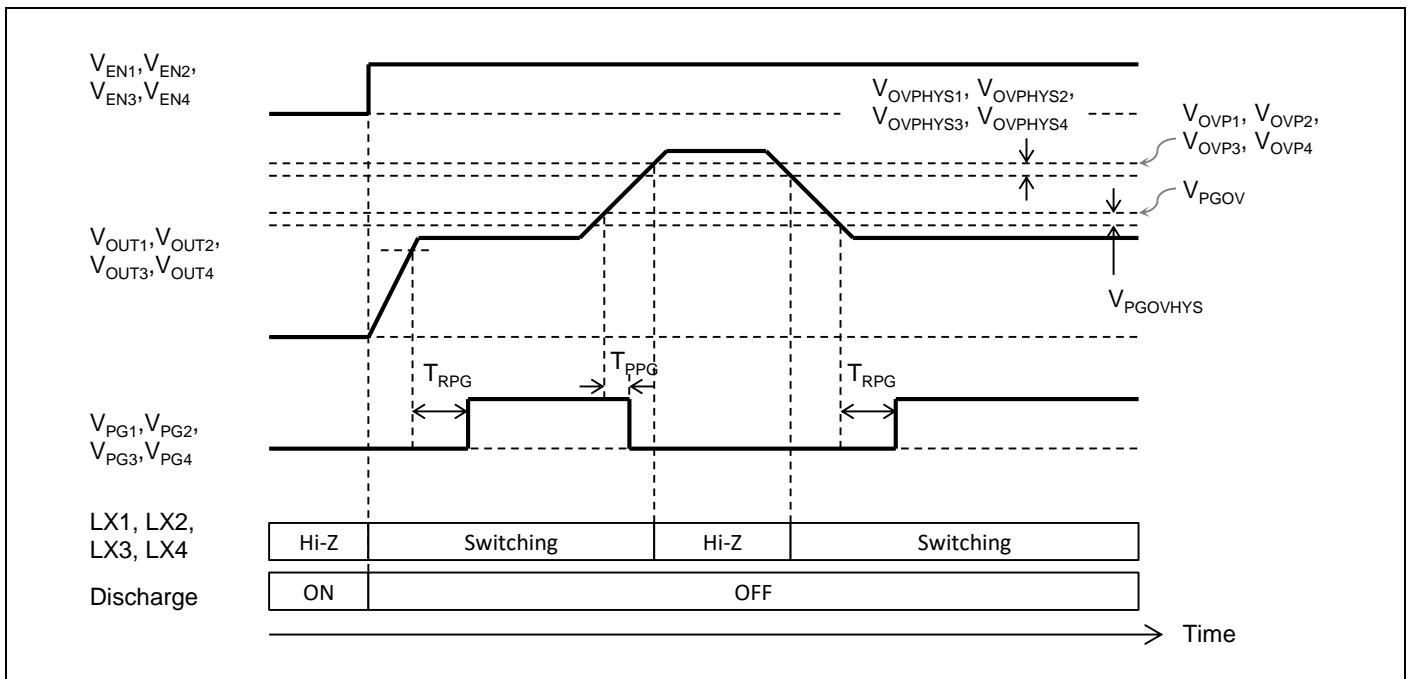 VEN1,VEN2,
VEN3,VEN4
VOVPHYS1, VOVPHYS2,
VOVPHYS3, VOVPHYS4
VOVP1, VOVP2,
VOVP3, VOVP4
VPGOV
VOUT1,VOUT2,
VOUT3,VOUT4
VPGOVHYS
TRPG
TPPG
TRPG
VPG1,VPG2,
VPG3,VPG4
LX1, LX2,
LX3, LX4
Hi-Z
Switching
Hi-Z
Switching
Discharge
ON
OFF
Time